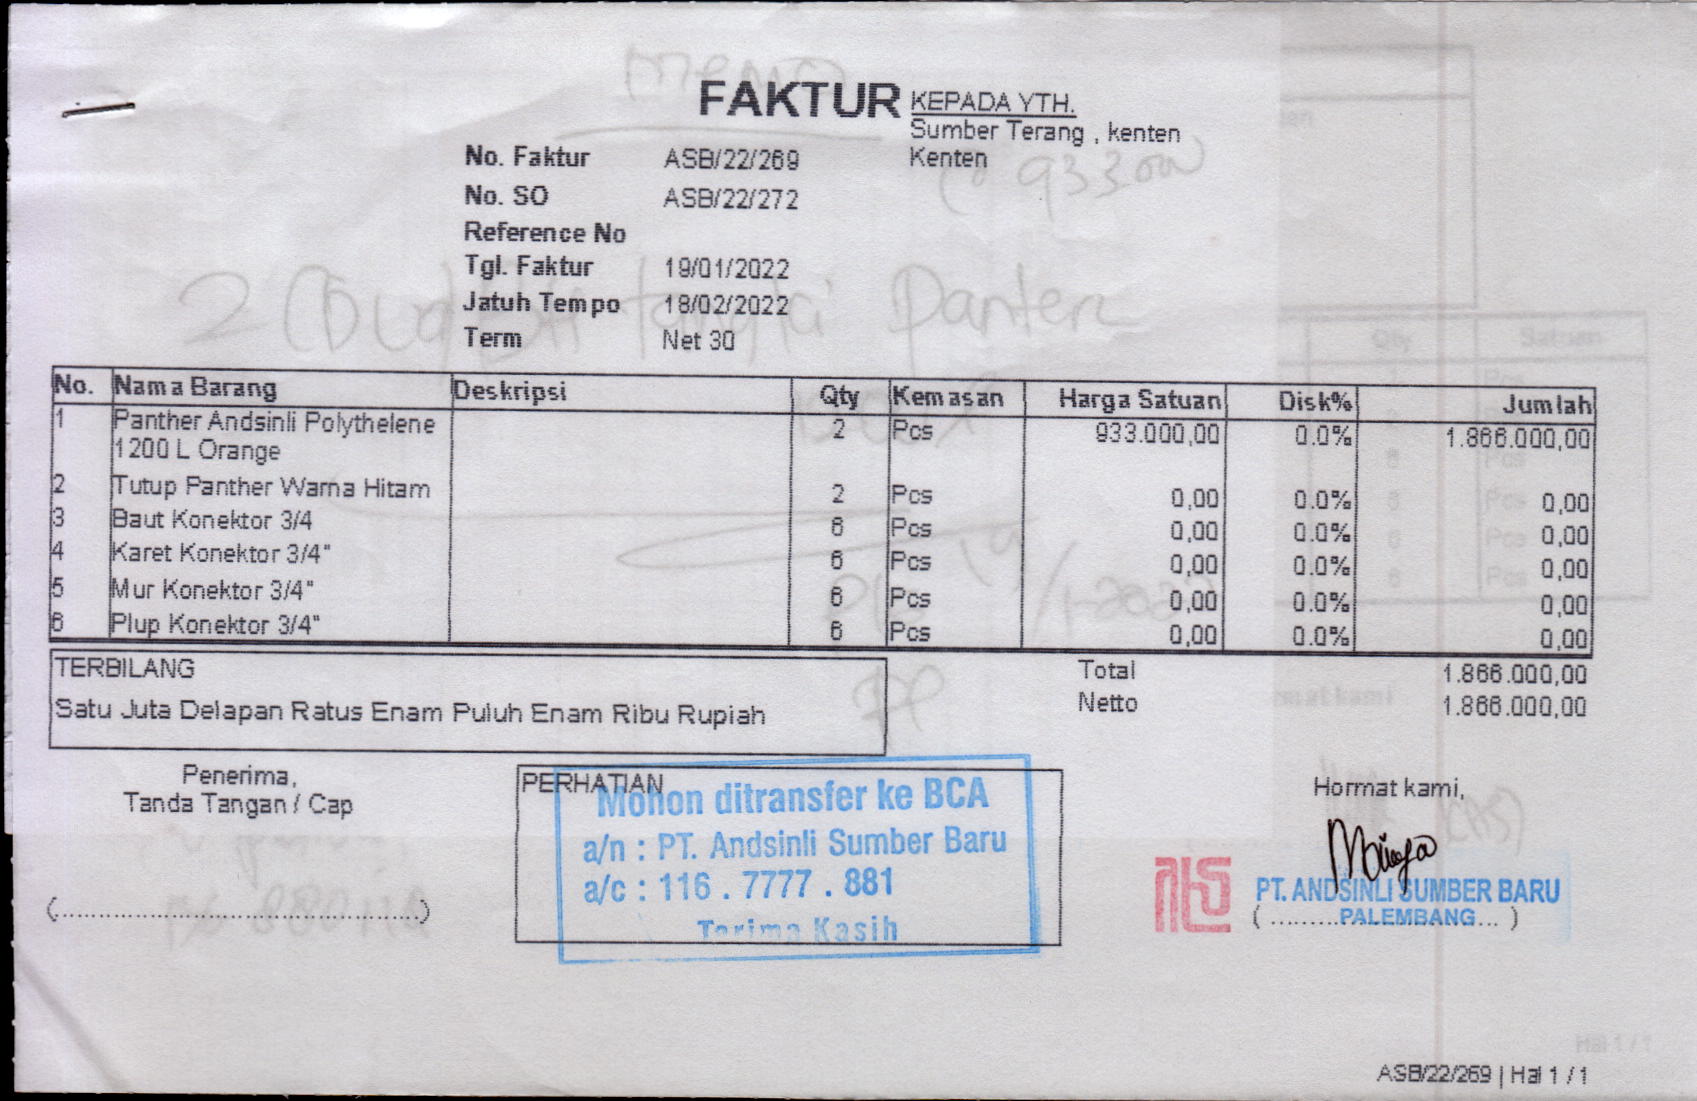 FAKTUR
KEPADA YTH.
Sumber Terang , kenten
Kenten
No. Faktur ASB/22/269
No. SO ASB/22/272
Reference No
Tgl. Faktur 19/01/2022
Jatuh Tempo 18/02/2022
Term Net 30
No. Nama Barang Deskripsi Qty Kemasan Harga Satuan Disk% Jumlah
1 Panther Andsinli Polythelene 2 Pcs 933.000,00 0.0% 1.866.000,00
1200 L Orange
2 Tutup Panther Warna Hitam 2 Pcs 0,00 0.0% 0,00
3 Baut Konektor 3/4 6 Pcs 0,00 0.0% 0,00
4 Karet Konektor 3/4" 6 Pcs 0,00 0.0% 0,00
5 Mur Konektor 3/4" 6 Pcs 0,00 0.0% 0,00
6 Plup Konektor 3/4" 6 Pcs 0,00 0.0% 0,00
TERBILANG
Satu Juta Delapan Ratus Enam Puluh Enam Ribu Rupiah
Total 1.866.000,00
Netto 1.866.000,00
Penerima,
Tanda Tangan / Cap
(..........................................)
PERHATIAN
Mohon ditransfer ke BCA
a/n : PT. Andsinli Sumber Baru
a/c : 116 . 7777 . 881
Terima Kasih
Hormat kami,
PT. ANDSINLI SUMBER BARU
( .........PALEMBANG... )
ASB/22/269 | Hal 1 / 1